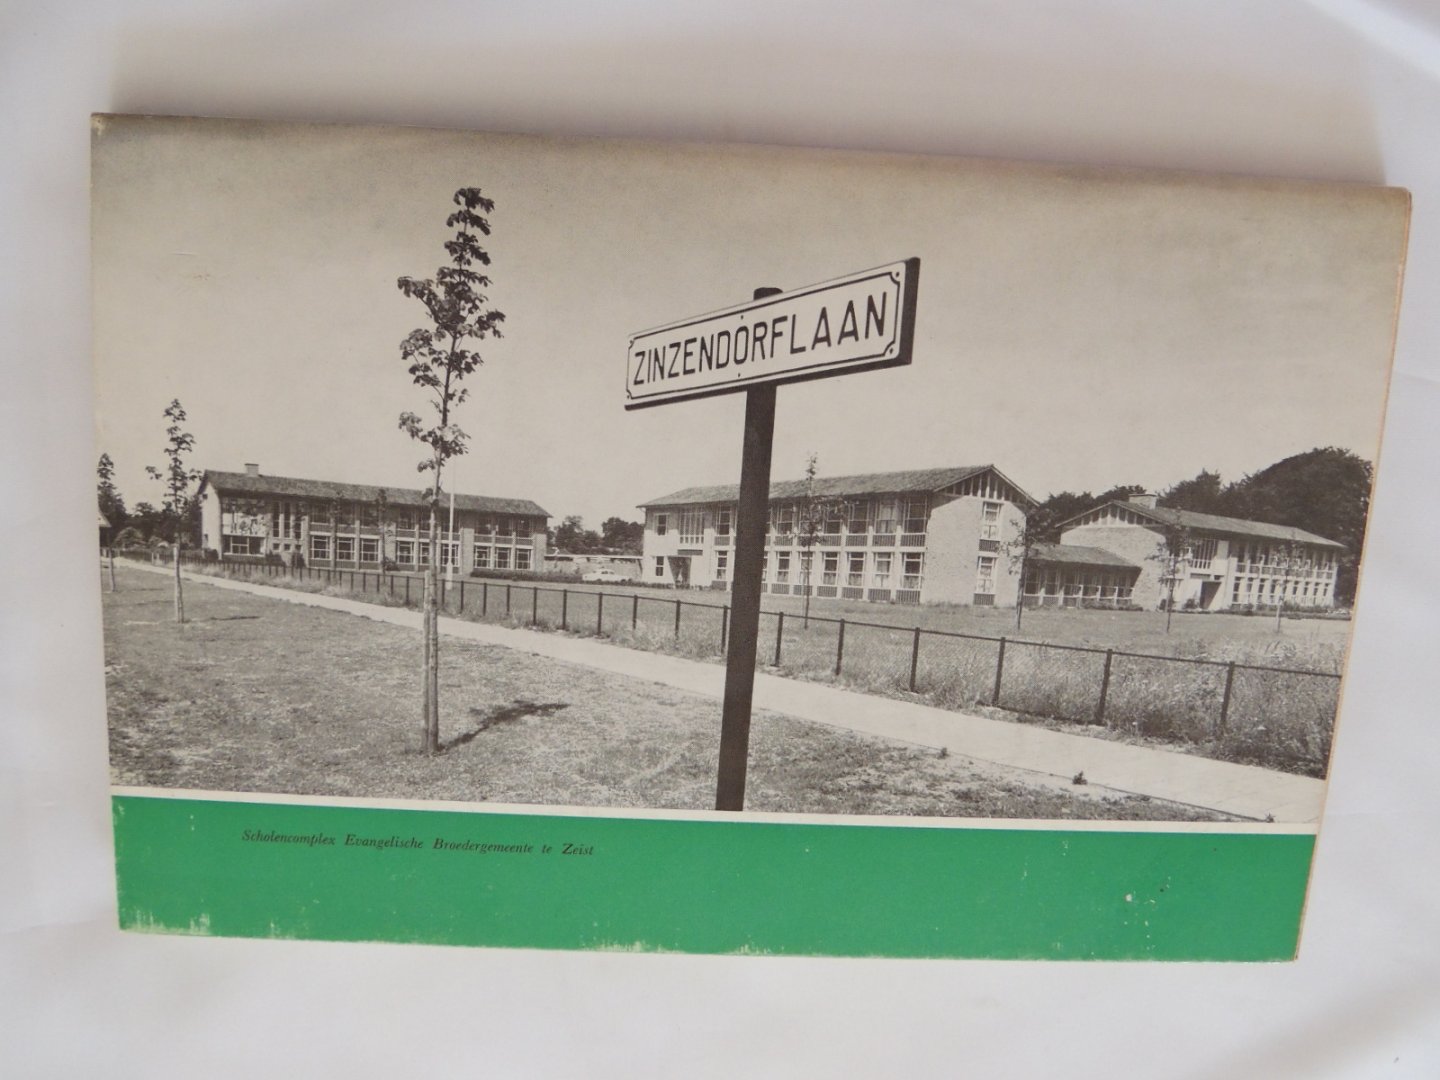 ZINZENDORFLAAN
Scholencomplex Evangelische Broedergemeente te Zeist